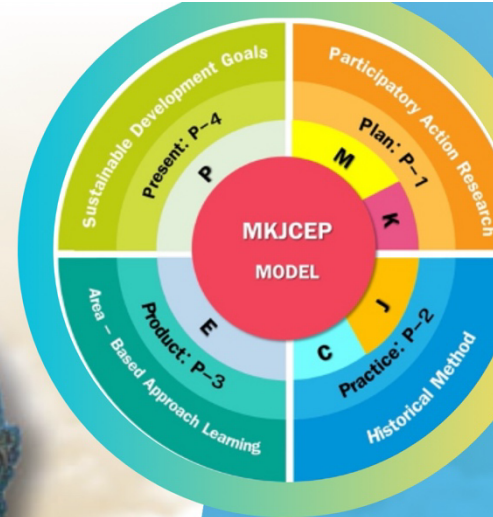 Sustainable Development Goals
Present: P-4
P
Participatory Action Research
Plan: P-1
M
K
MKJCEP
MODEL
J
C
Practice: P-2
Historical Method
E
Product: P-3
Area – Based Approach Learning